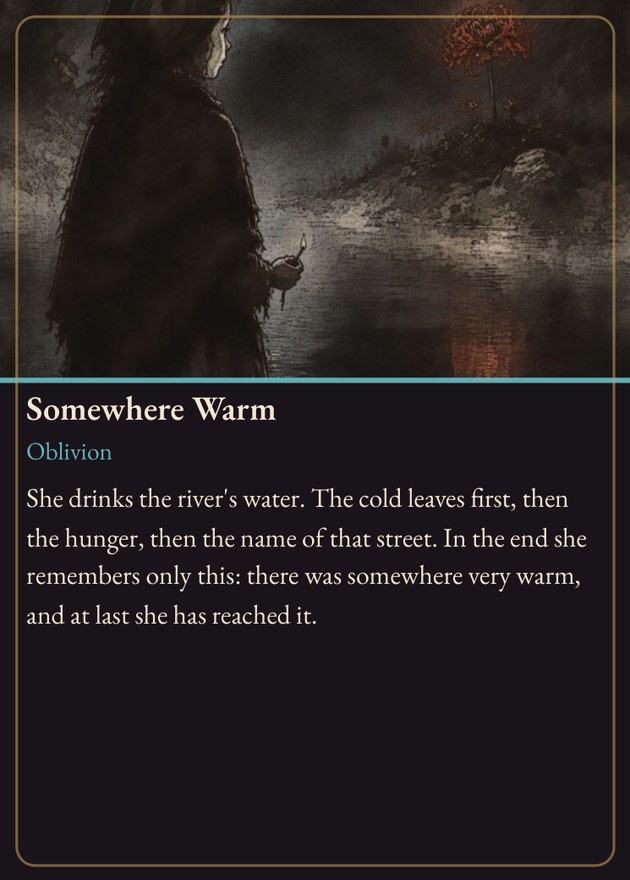 Somewhere Warm
Oblivion
She drinks the river's water. The cold leaves first, then
the hunger, then the name of that street. In the end she
remembers only this: there was somewhere very warm,
and at last she has reached it.